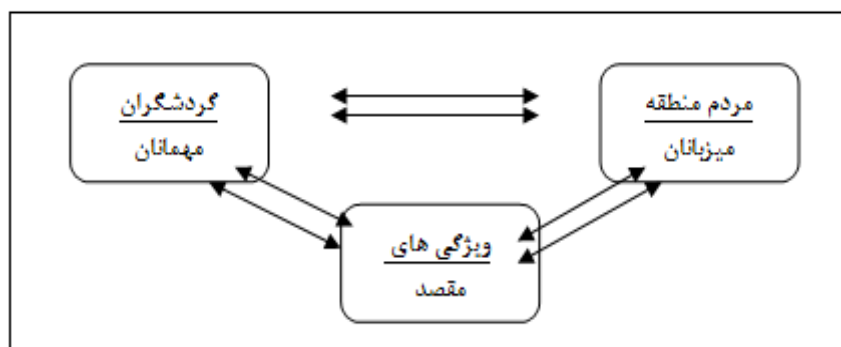 مردم منطقه
میزبانان
گردشگران
مهمانان
ویژگی های
مقصد